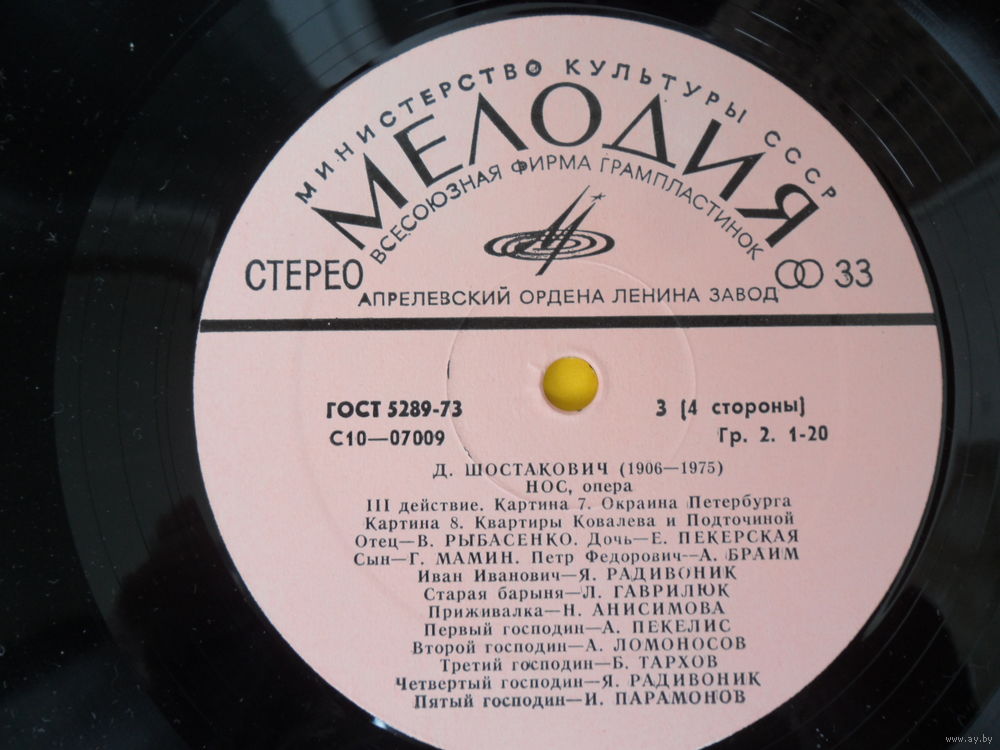 МИНИСТЕРСТВО КУЛЬТУРЫ СССР
МЕЛОДИЯ
ВСЕСОЮЗНАЯ ФИРМА ГРАМПЛАСТИНОК
СТЕРЕО 33
АПРЕЛЕВСКИЙ ОРДЕНА ЛЕНИНА ЗАВОД
ГОСТ 5289-73 3 (4 стороны)
С10—07009 Гр. 2. 1-20
Д. ШОСТАКОВИЧ (1906—1975)
НОС, опера
III действие. Картина 7. Окраина Петербурга
Картина 8. Квартиры Ковалева и Подточиной
Отец—В. РЫБАСЕНКО. Дочь—Е. ПЕКЕРСКАЯ
Сын—Г. МАМИН. Петр Федорович—А. БРАИМ
Иван Иванович—Я. РАДИВОНИК
Старая барыня—Л. ГАВРИЛЮК
Приживалка—Н. АНИСИМОВА
Первый господин—А. ПЕКЕЛИС
Второй господин—А. ЛОМОНОСОВ
Третий господин—Б. ТАРХОВ
Четвертый господин—Я. РАДИВОНИК
Пятый господин—И. ПАРАМОНОВ
www.ay.by